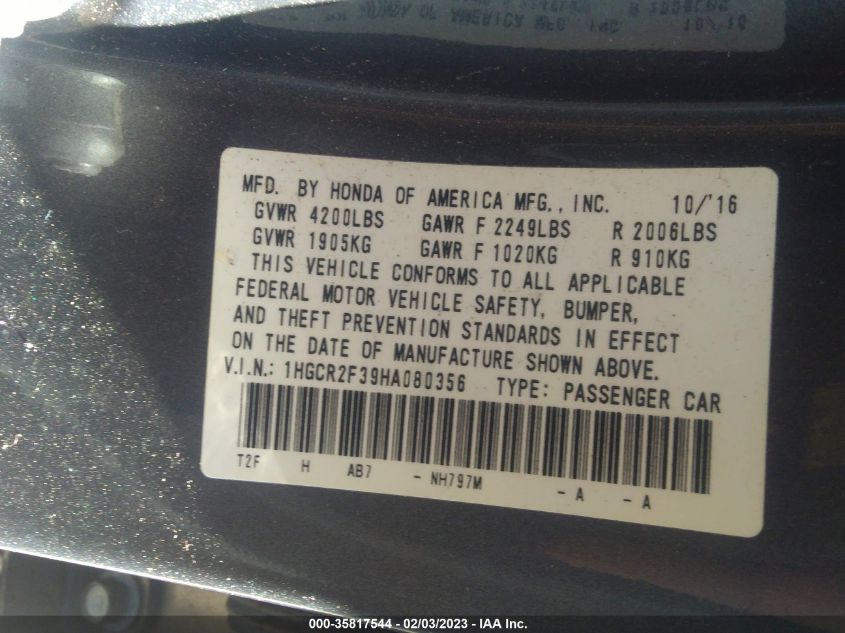 MFD. BY HONDA OF AMERICA MFG., INC. 10/'16
GVWR 4200LBS GAWR F 2249LBS R 2006LBS
GVWR 1905KG GAWR F 1020KG R 910KG
THIS VEHICLE CONFORMS TO ALL APPLICABLE
FEDERAL MOTOR VEHICLE SAFETY, BUMPER,
AND THEFT PREVENTION STANDARDS IN EFFECT
ON THE DATE OF MANUFACTURE SHOWN ABOVE.
V.I.N.: 1HGCR2F39HA080356 TYPE: PASSENGER CAR
T2F H AB7 - NH797M - A - A
000-35817544 - 02/03/2023 - IAA Inc.